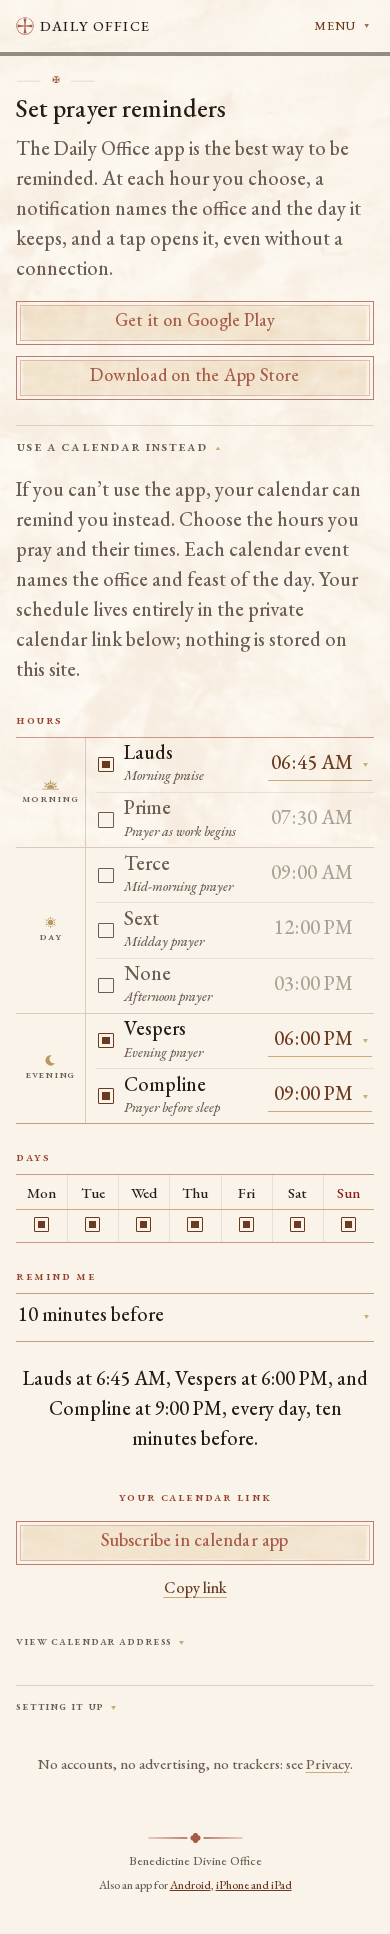 DAILY OFFICE MENU
Set prayer reminders
The Daily Office app is the best way to be
reminded. At each hour you choose, a
notification names the office and the day it
keeps, and a tap opens it, even without a
connection.
Get it on Google Play
Download on the App Store
USE A CALENDAR INSTEAD
If you can’t use the app, your calendar can
remind you instead. Choose the hours you
pray and their times. Each calendar event
names the office and feast of the day. Your
schedule lives entirely in the private
calendar link below; nothing is stored on
this site.
HOURS
MORNING
Lauds 06:45 AM
Morning praise
Prime 07:30 AM
Prayer as work begins
DAY
Terce 09:00 AM
Mid-morning prayer
Sext 12:00 PM
Midday prayer
None 03:00 PM
Afternoon prayer
EVENING
Vespers 06:00 PM
Evening prayer
Compline 09:00 PM
Prayer before sleep
DAYS
Mon Tue Wed Thu Fri Sat Sun
REMIND ME
10 minutes before
Lauds at 6:45 AM, Vespers at 6:00 PM, and
Compline at 9:00 PM, every day, ten
minutes before.
YOUR CALENDAR LINK
Subscribe in calendar app
Copy link
VIEW CALENDAR ADDRESS
SETTING IT UP
No accounts, no advertising, no trackers: see Privacy.
Benedictine Divine Office
Also an app for Android, iPhone and iPad